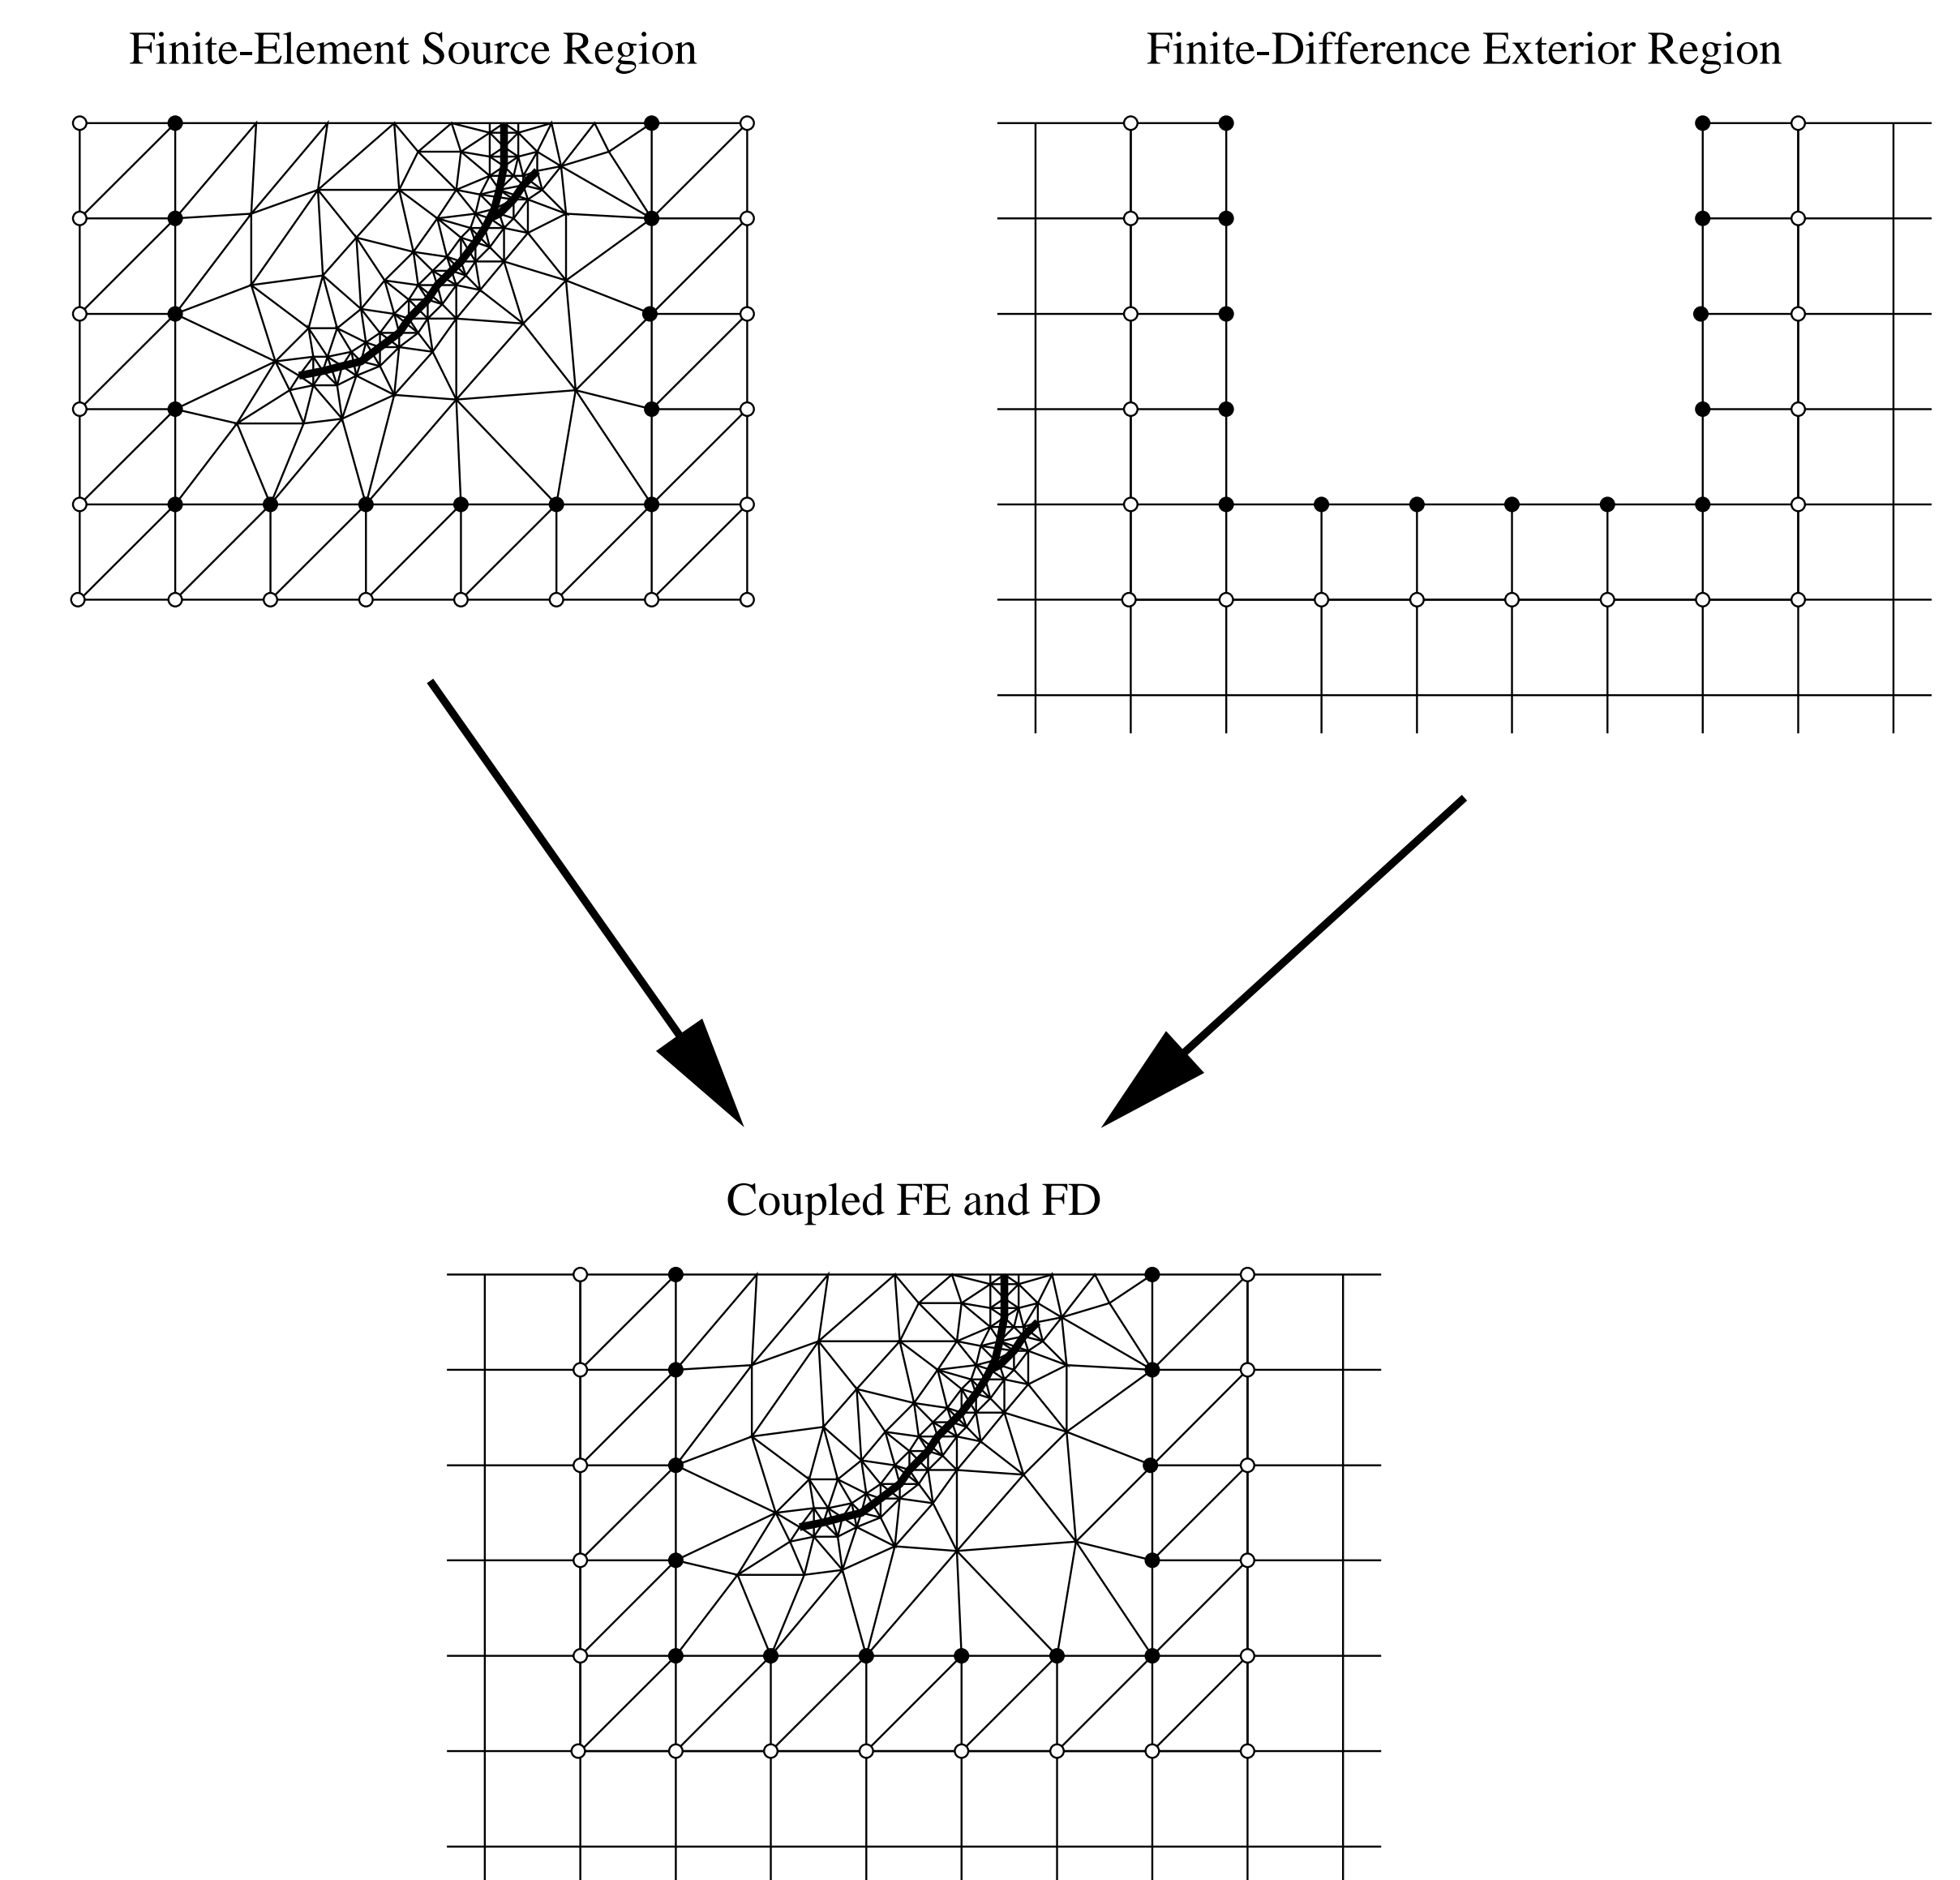 Finite-Element Source Region
Finite-Difference Exterior Region
Coupled FE and FD